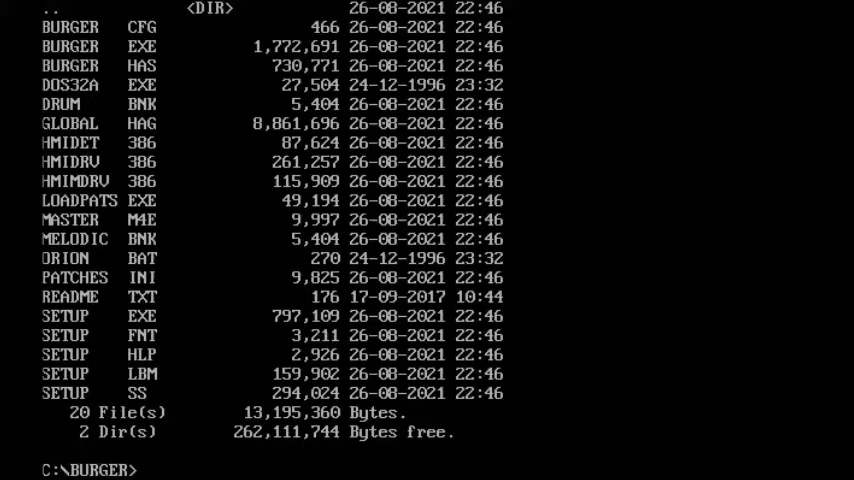 ..                <DIR>            26-08-2021 22:46
BURGER   CFG               466 26-08-2021 22:46
BURGER   EXE         1,772,691 26-08-2021 22:46
BURGER   HAS           730,771 26-08-2021 22:46
DOS32A   EXE            27,504 24-12-1996 23:32
DRUM     BNK             5,404 26-08-2021 22:46
GLOBAL   HAG         8,861,696 26-08-2021 22:46
HMIDET   386            87,624 26-08-2021 22:46
HMIDRV   386           261,257 26-08-2021 22:46
HMIMDRV  386           115,909 26-08-2021 22:46
LOADPATS EXE            49,194 26-08-2021 22:46
MASTER   M4E             9,997 26-08-2021 22:46
MELODIC  BNK             5,404 26-08-2021 22:46
ORION    BAT               270 24-12-1996 23:32
PATCHES  INI             9,825 26-08-2021 22:46
README   TXT               176 17-09-2017 10:44
SETUP    EXE           797,109 26-08-2021 22:46
SETUP    FNT             3,211 26-08-2021 22:46
SETUP    HLP             2,926 26-08-2021 22:46
SETUP    LBM           159,902 26-08-2021 22:46
SETUP    SS            294,024 26-08-2021 22:46
20 File(s)        13,195,360 Bytes.
2 Dir(s)        262,111,744 Bytes free.
C:\BURGER>